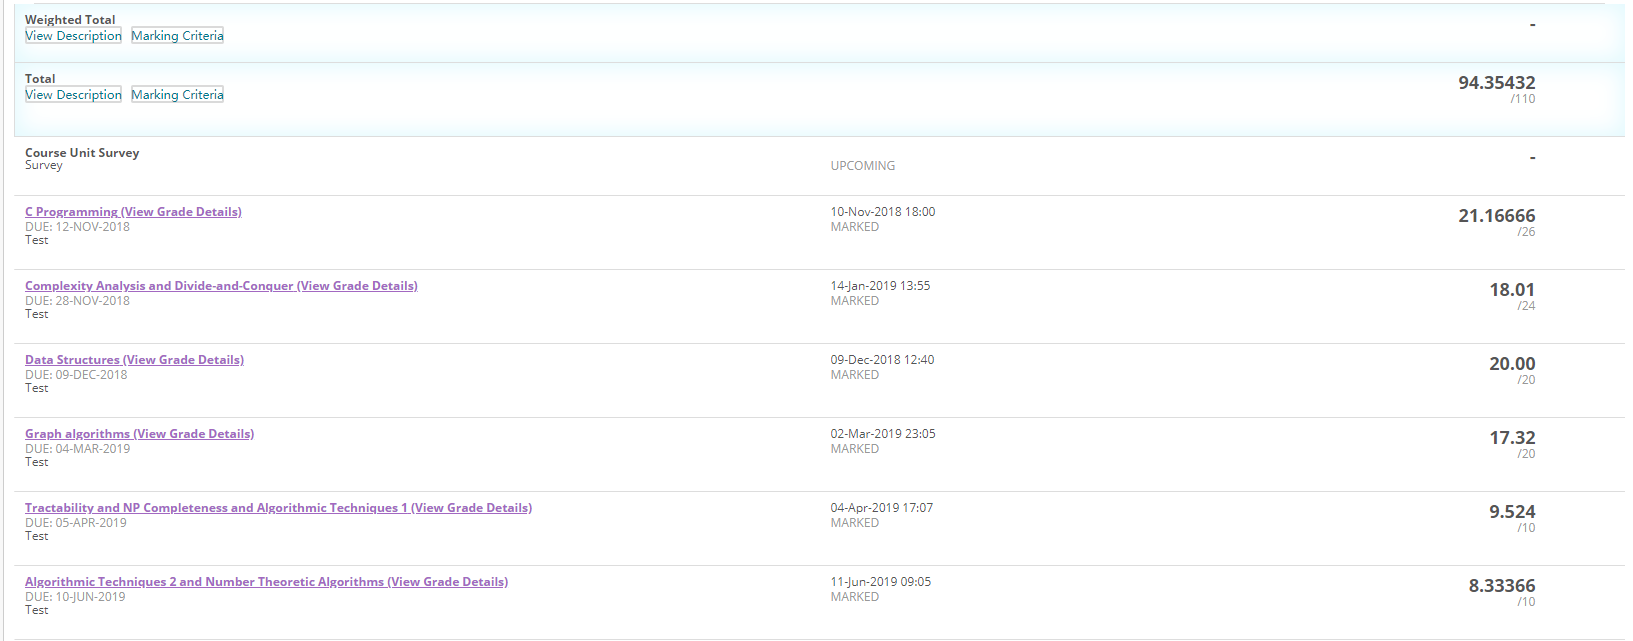 Weighted Total
-
View Description Marking Criteria
Total
94.35432
View Description Marking Criteria
/110
Course Unit Survey
-
Survey
UPCOMING
C Programming (View Grade Details)
10-Nov-2018 18:00
21.16666
DUE: 12-NOV-2018
MARKED
/26
Test
Complexity Analysis and Divide-and-Conquer (View Grade Details)
14-Jan-2019 13:55
18.01
DUE: 28-NOV-2018
MARKED
/24
Test
Data Structures (View Grade Details)
09-Dec-2018 12:40
20.00
DUE: 09-DEC-2018
MARKED
/20
Test
Graph algorithms (View Grade Details)
02-Mar-2019 23:05
17.32
DUE: 04-MAR-2019
MARKED
/20
Test
Tractability and NP Completeness and Algorithmic Techniques 1 (View Grade Details)
04-Apr-2019 17:07
9.524
DUE: 05-APR-2019
MARKED
/10
Test
Algorithmic Techniques 2 and Number Theoretic Algorithms (View Grade Details)
11-Jun-2019 09:05
8.33366
DUE: 10-JUN-2019
MARKED
/10
Test